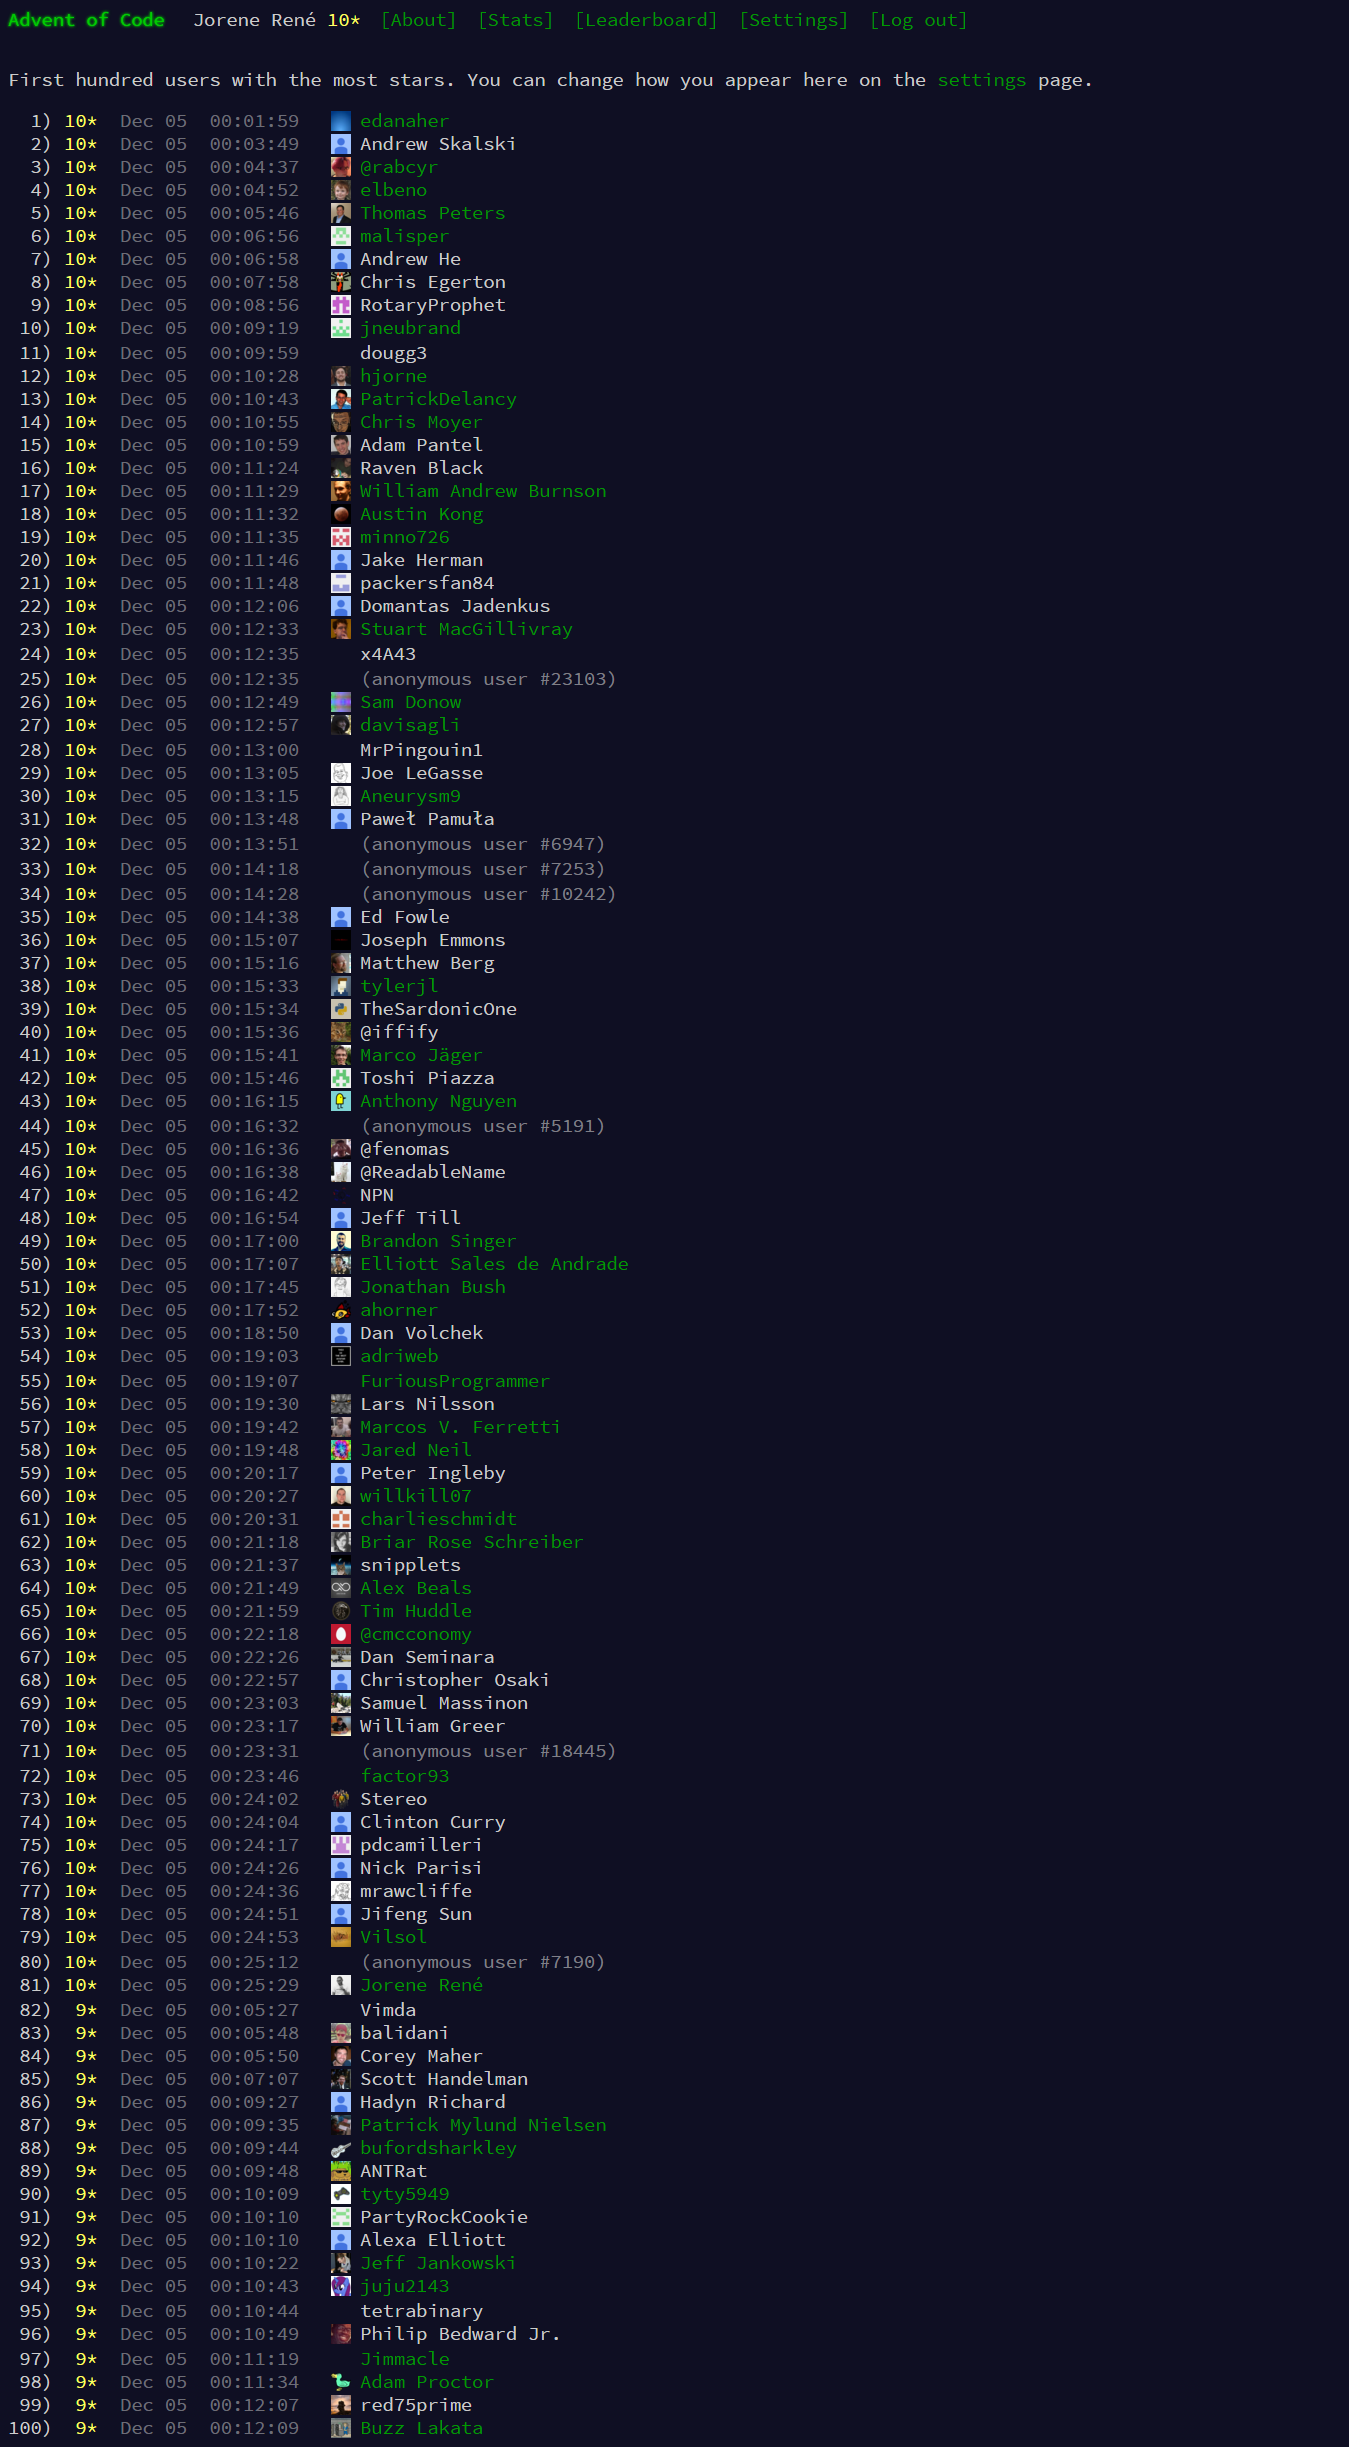 Advent of Code Jorene René 10* [About] [Stats] [Leaderboard] [Settings] [Log out]
First hundred users with the most stars. You can change how you appear here on the settings page.
1) 10* Dec 05 00:01:59 edanaher
2) 10* Dec 05 00:03:49 Andrew Skalski
3) 10* Dec 05 00:04:37 @rabcyr
4) 10* Dec 05 00:04:52 elbeno
5) 10* Dec 05 00:05:46 Thomas Peters
6) 10* Dec 05 00:06:56 malisper
7) 10* Dec 05 00:06:58 Andrew He
8) 10* Dec 05 00:07:58 Chris Egerton
9) 10* Dec 05 00:08:56 RotaryProphet
10) 10* Dec 05 00:09:19 jneubrand
11) 10* Dec 05 00:09:59 dougg3
12) 10* Dec 05 00:10:28 hjorne
13) 10* Dec 05 00:10:43 PatrickDelancy
14) 10* Dec 05 00:10:55 Chris Moyer
15) 10* Dec 05 00:10:59 Adam Pantel
16) 10* Dec 05 00:11:24 Raven Black
17) 10* Dec 05 00:11:29 William Andrew Burnson
18) 10* Dec 05 00:11:32 Austin Kong
19) 10* Dec 05 00:11:35 minno726
20) 10* Dec 05 00:11:46 Jake Herman
21) 10* Dec 05 00:11:48 packersfan84
22) 10* Dec 05 00:12:06 Domantas Jadenkus
23) 10* Dec 05 00:12:33 Stuart MacGillivray
24) 10* Dec 05 00:12:35 x4A43
25) 10* Dec 05 00:12:35 (anonymous user #23103)
26) 10* Dec 05 00:12:49 Sam Donow
27) 10* Dec 05 00:12:57 davisagli
28) 10* Dec 05 00:13:00 MrPingouin1
29) 10* Dec 05 00:13:05 Joe LeGasse
30) 10* Dec 05 00:13:15 Aneurysm9
31) 10* Dec 05 00:13:48 Paweł Pamuła
32) 10* Dec 05 00:13:51 (anonymous user #6947)
33) 10* Dec 05 00:14:18 (anonymous user #7253)
34) 10* Dec 05 00:14:28 (anonymous user #10242)
35) 10* Dec 05 00:14:38 Ed Fowle
36) 10* Dec 05 00:15:07 Joseph Emmons
37) 10* Dec 05 00:15:16 Matthew Berg
38) 10* Dec 05 00:15:33 tylerjl
39) 10* Dec 05 00:15:34 TheSardonicOne
40) 10* Dec 05 00:15:36 @iffify
41) 10* Dec 05 00:15:41 Marco Jäger
42) 10* Dec 05 00:15:46 Toshi Piazza
43) 10* Dec 05 00:16:15 Anthony Nguyen
44) 10* Dec 05 00:16:32 (anonymous user #5191)
45) 10* Dec 05 00:16:36 @fenomas
46) 10* Dec 05 00:16:38 @ReadableName
47) 10* Dec 05 00:16:42 NPN
48) 10* Dec 05 00:16:54 Jeff Till
49) 10* Dec 05 00:17:00 Brandon Singer
50) 10* Dec 05 00:17:07 Elliott Sales de Andrade
51) 10* Dec 05 00:17:45 Jonathan Bush
52) 10* Dec 05 00:17:52 ahorner
53) 10* Dec 05 00:18:50 Dan Volchek
54) 10* Dec 05 00:19:03 adriweb
55) 10* Dec 05 00:19:07 FuriousProgrammer
56) 10* Dec 05 00:19:30 Lars Nilsson
57) 10* Dec 05 00:19:42 Marcos V. Ferretti
58) 10* Dec 05 00:19:48 Jared Neil
59) 10* Dec 05 00:20:17 Peter Ingleby
60) 10* Dec 05 00:20:27 willkill07
61) 10* Dec 05 00:20:31 charlieschmidt
62) 10* Dec 05 00:21:18 Briar Rose Schreiber
63) 10* Dec 05 00:21:37 snipplets
64) 10* Dec 05 00:21:49 Alex Beals
65) 10* Dec 05 00:21:59 Tim Huddle
66) 10* Dec 05 00:22:18 @cmcconomy
67) 10* Dec 05 00:22:26 Dan Seminara
68) 10* Dec 05 00:22:57 Christopher Osaki
69) 10* Dec 05 00:23:03 Samuel Massinon
70) 10* Dec 05 00:23:17 William Greer
71) 10* Dec 05 00:23:31 (anonymous user #18445)
72) 10* Dec 05 00:23:46 factor93
73) 10* Dec 05 00:24:02 Stereo
74) 10* Dec 05 00:24:04 Clinton Curry
75) 10* Dec 05 00:24:17 pdcamilleri
76) 10* Dec 05 00:24:26 Nick Parisi
77) 10* Dec 05 00:24:36 mrawcliffe
78) 10* Dec 05 00:24:51 Jifeng Sun
79) 10* Dec 05 00:24:53 Vilsol
80) 10* Dec 05 00:25:12 (anonymous user #7190)
81) 10* Dec 05 00:25:29 Jorene René
82) 9* Dec 05 00:05:27 Vimda
83) 9* Dec 05 00:05:48 balidani
84) 9* Dec 05 00:05:50 Corey Maher
85) 9* Dec 05 00:07:07 Scott Handelman
86) 9* Dec 05 00:09:27 Hadyn Richard
87) 9* Dec 05 00:09:35 Patrick Mylund Nielsen
88) 9* Dec 05 00:09:44 bufordsharkley
89) 9* Dec 05 00:09:48 ANTRat
90) 9* Dec 05 00:10:09 tyty5949
91) 9* Dec 05 00:10:10 PartyRockCookie
92) 9* Dec 05 00:10:10 Alexa Elliott
93) 9* Dec 05 00:10:22 Jeff Jankowski
94) 9* Dec 05 00:10:43 juju2143
95) 9* Dec 05 00:10:44 tetrabinary
96) 9* Dec 05 00:10:49 Philip Bedward Jr.
97) 9* Dec 05 00:11:19 Jimmacle
98) 9* Dec 05 00:11:34 Adam Proctor
99) 9* Dec 05 00:12:07 red75prime
100) 9* Dec 05 00:12:09 Buzz Lakata